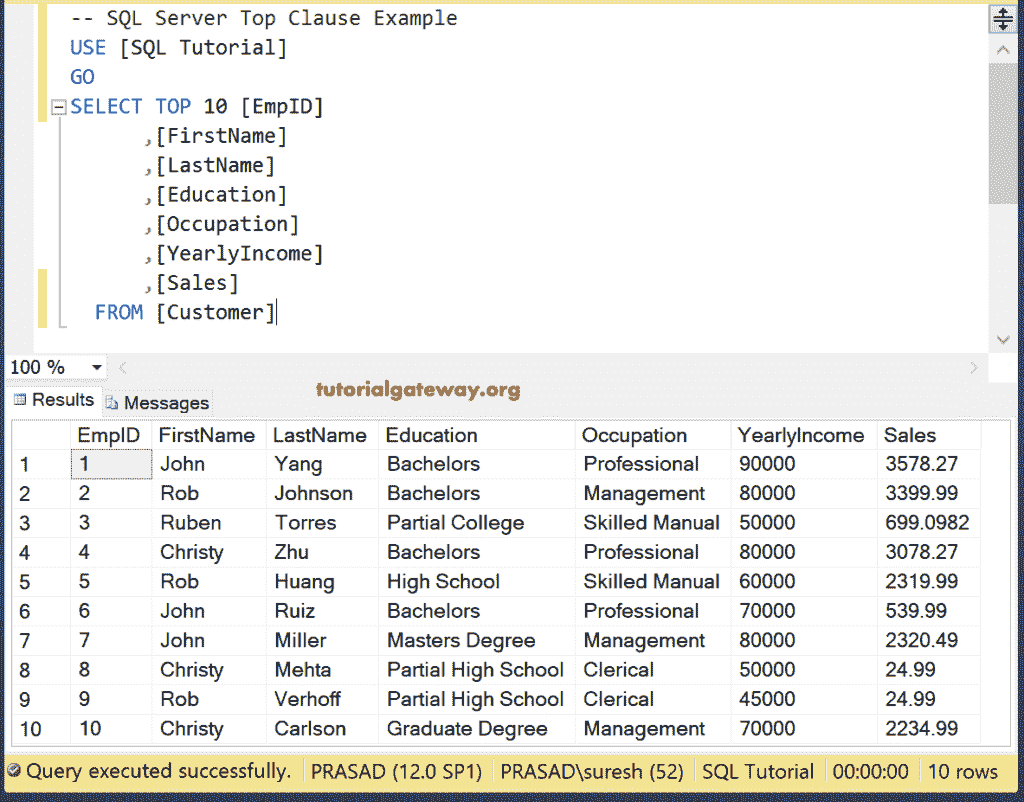 -- SQL Server Top Clause Example
USE [SQL Tutorial]
GO
SELECT TOP 10 [EmpID]
,[FirstName]
,[LastName]
,[Education]
,[Occupation]
,[YearlyIncome]
,[Sales]
FROM [Customer]
100 %
tutorialgateway.org
Results Messages
EmpID FirstName LastName Education Occupation YearlyIncome Sales
1 1 John Yang Bachelors Professional 90000 3578.27
2 2 Rob Johnson Bachelors Management 80000 3399.99
3 3 Ruben Torres Partial College Skilled Manual 50000 699.0982
4 4 Christy Zhu Bachelors Professional 80000 3078.27
5 5 Rob Huang High School Skilled Manual 60000 2319.99
6 6 John Ruiz Bachelors Professional 70000 539.99
7 7 John Miller Masters Degree Management 80000 2320.49
8 8 Christy Mehta Partial High School Clerical 50000 24.99
9 9 Rob Verhoff Partial High School Clerical 45000 24.99
10 10 Christy Carlson Graduate Degree Management 70000 2234.99
Query executed successfully. PRASAD (12.0 SP1) PRASAD\suresh (52) SQL Tutorial 00:00:00 10 rows